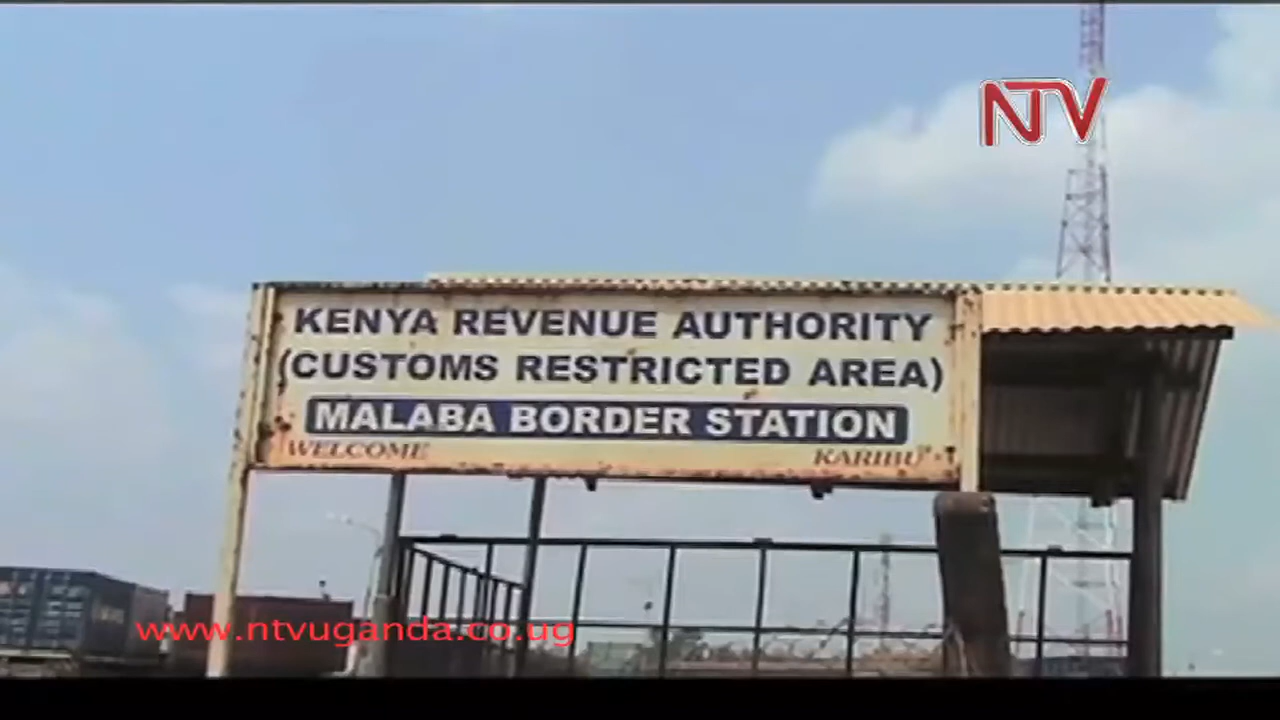 NTV
KENYA REVENUE AUTHORITY
(CUSTOMS RESTRICTED AREA)
MALABA BORDER STATION
WELCOME KARIBU
www.ntvuganda.co.ug